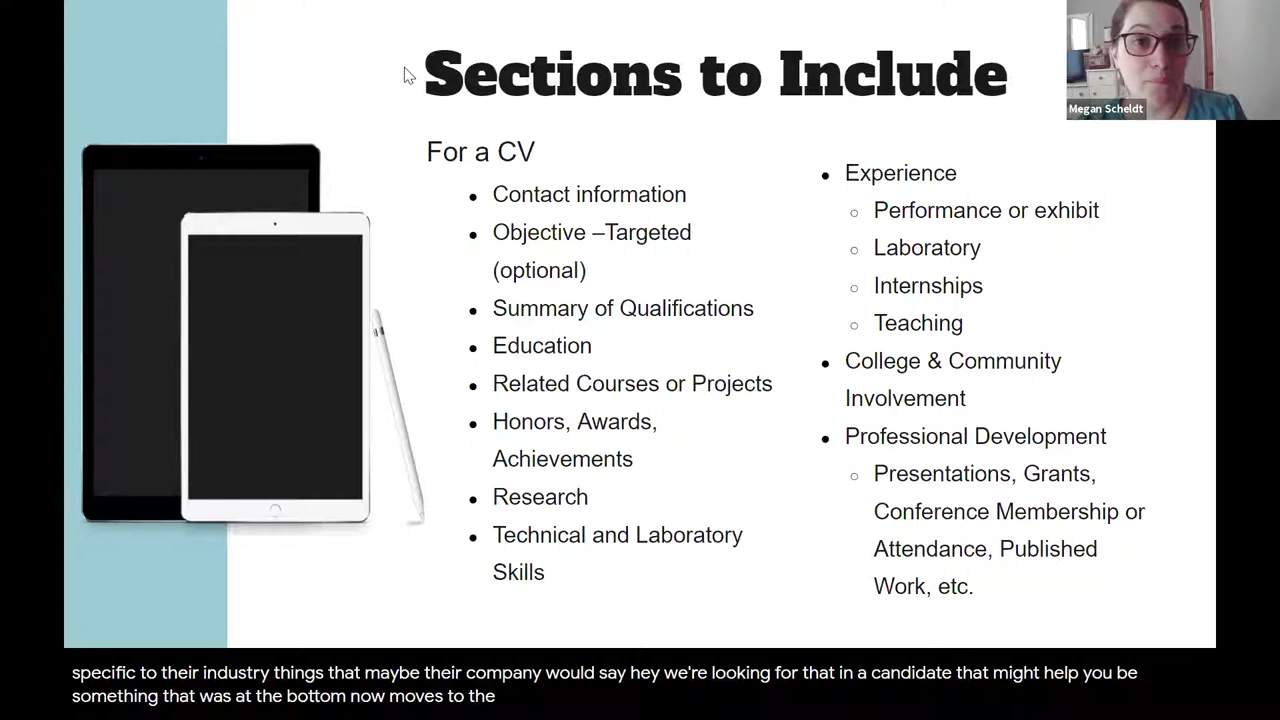 Sections to Include
Megan Scheldt
For a CV
Contact information
Objective –Targeted
(optional)
Summary of Qualifications
Education
Related Courses or Projects
Honors, Awards,
Achievements
Research
Technical and Laboratory
Skills
Experience
Performance or exhibit
Laboratory
Internships
Teaching
College & Community
Involvement
Professional Development
Presentations, Grants,
Conference Membership or
Attendance, Published
Work, etc.
specific to their industry things that maybe their company would say hey we're looking for that in a candidate that might help you be
something that was at the bottom now moves to the